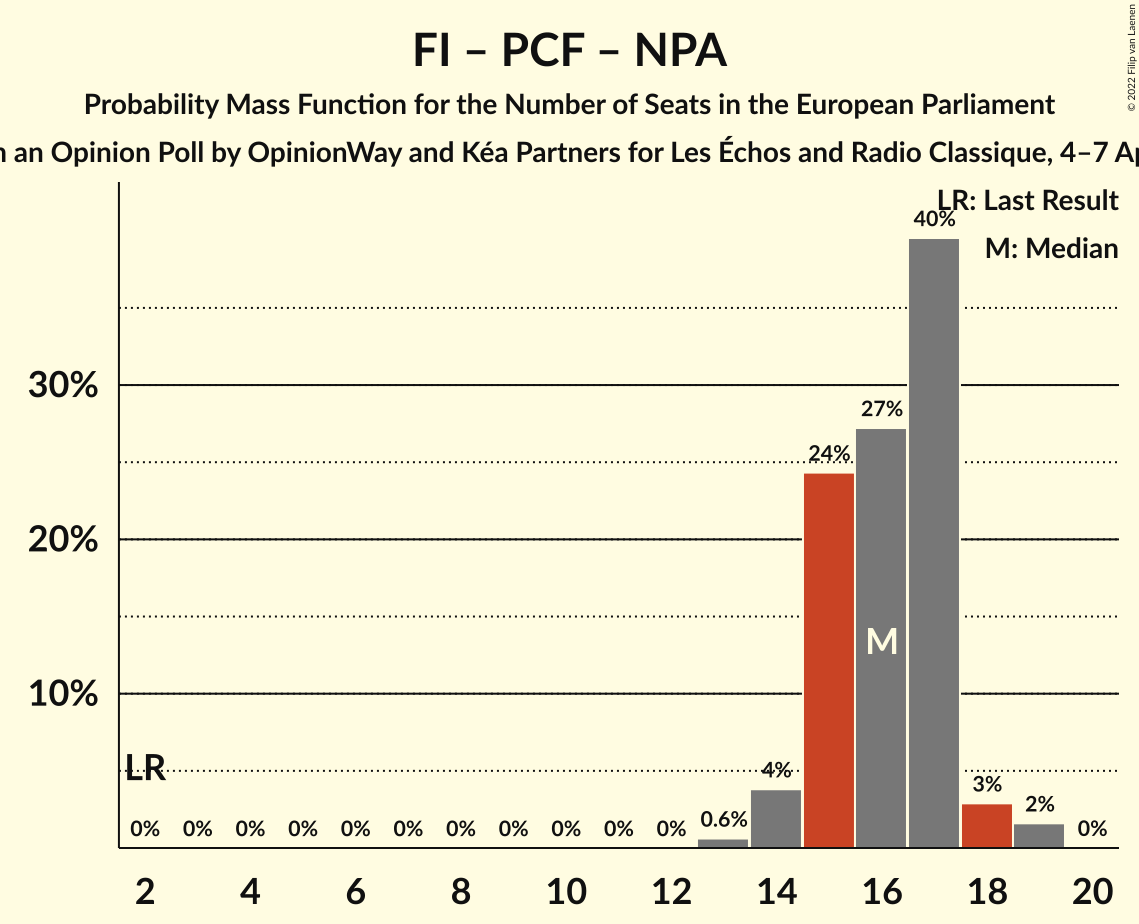 FI – PCF – NPA
Probability Mass Function for the Number of Seats in the European Parliament
an Opinion Poll by OpinionWay and Kéa Partners for Les Échos and Radio Classique, 4–7
© 2022 Filip van Laenen
LR: Last Result
M: Median
40%
30%
27%
24%
20%
M
10%
LR
4%
3%
2%
0.6%
0% 0% 0% 0% 0% 0% 0% 0% 0% 0% 0% 0%
2 4 6 8 10 12 14 16 18 20